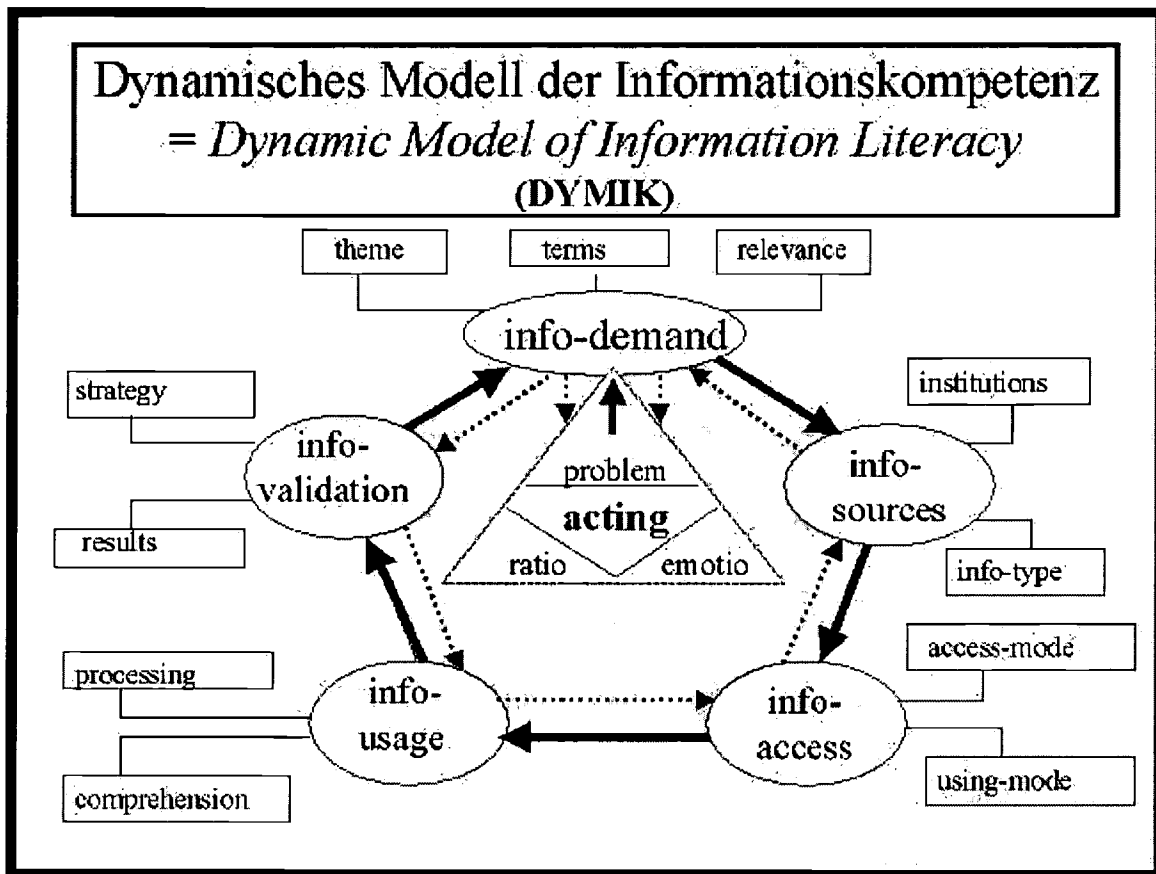 Dynamisches Modell der Informationskompetenz
= Dynamic Model of Information Literacy
(DYMIK)
theme
terms
relevance
info-demand
strategy
institutions
info-
validation
info-
sources
problem
acting
ratio
emotio
results
info-type
processing
access-mode
info-
usage
info-
access
comprehension
using-mode